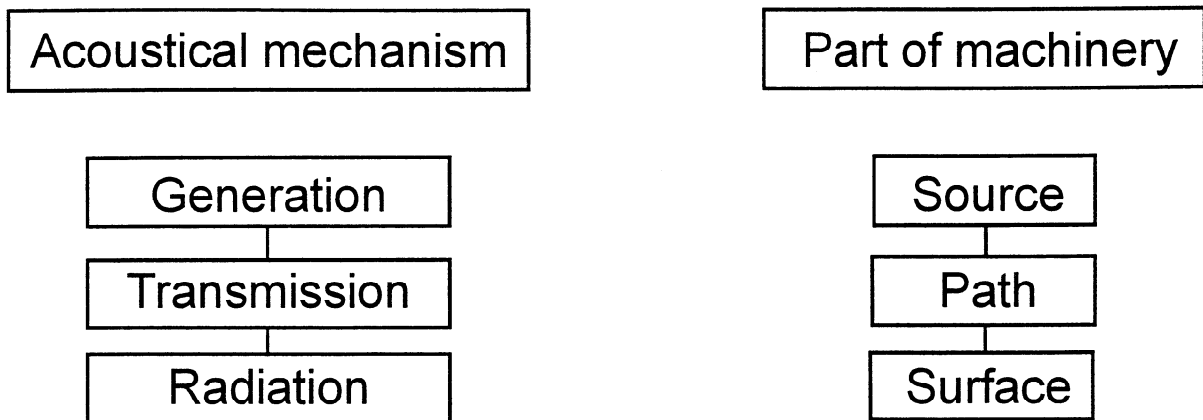 Acoustical mechanism
Part of machinery
Generation
Source
Transmission
Path
Radiation
Surface